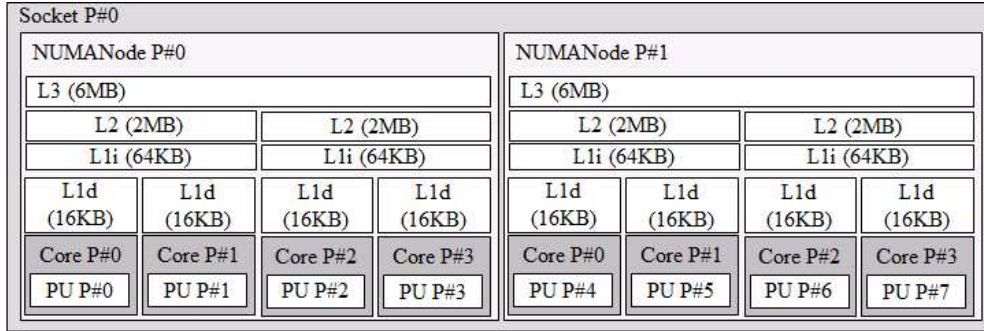 Socket P#0
NUMANode P#0
NUMANode P#1
L3 (6MB)
L3 (6MB)
L2 (2MB)
L2 (2MB)
L2 (2MB)
L2 (2MB)
L1i (64KB)
L1i (64KB)
L1i (64KB)
L1i (64KB)
L1d
(16KB)
L1d
(16KB)
L1d
(16KB)
L1d
(16KB)
L1d
(16KB)
L1d
(16KB)
L1d
(16KB)
L1d
(16KB)
Core P#0
Core P#1
Core P#2
Core P#3
Core P#0
Core P#1
Core P#2
Core P#3
PU P#0
PU P#1
PU P#2
PU P#3
PU P#4
PU P#5
PU P#6
PU P#7